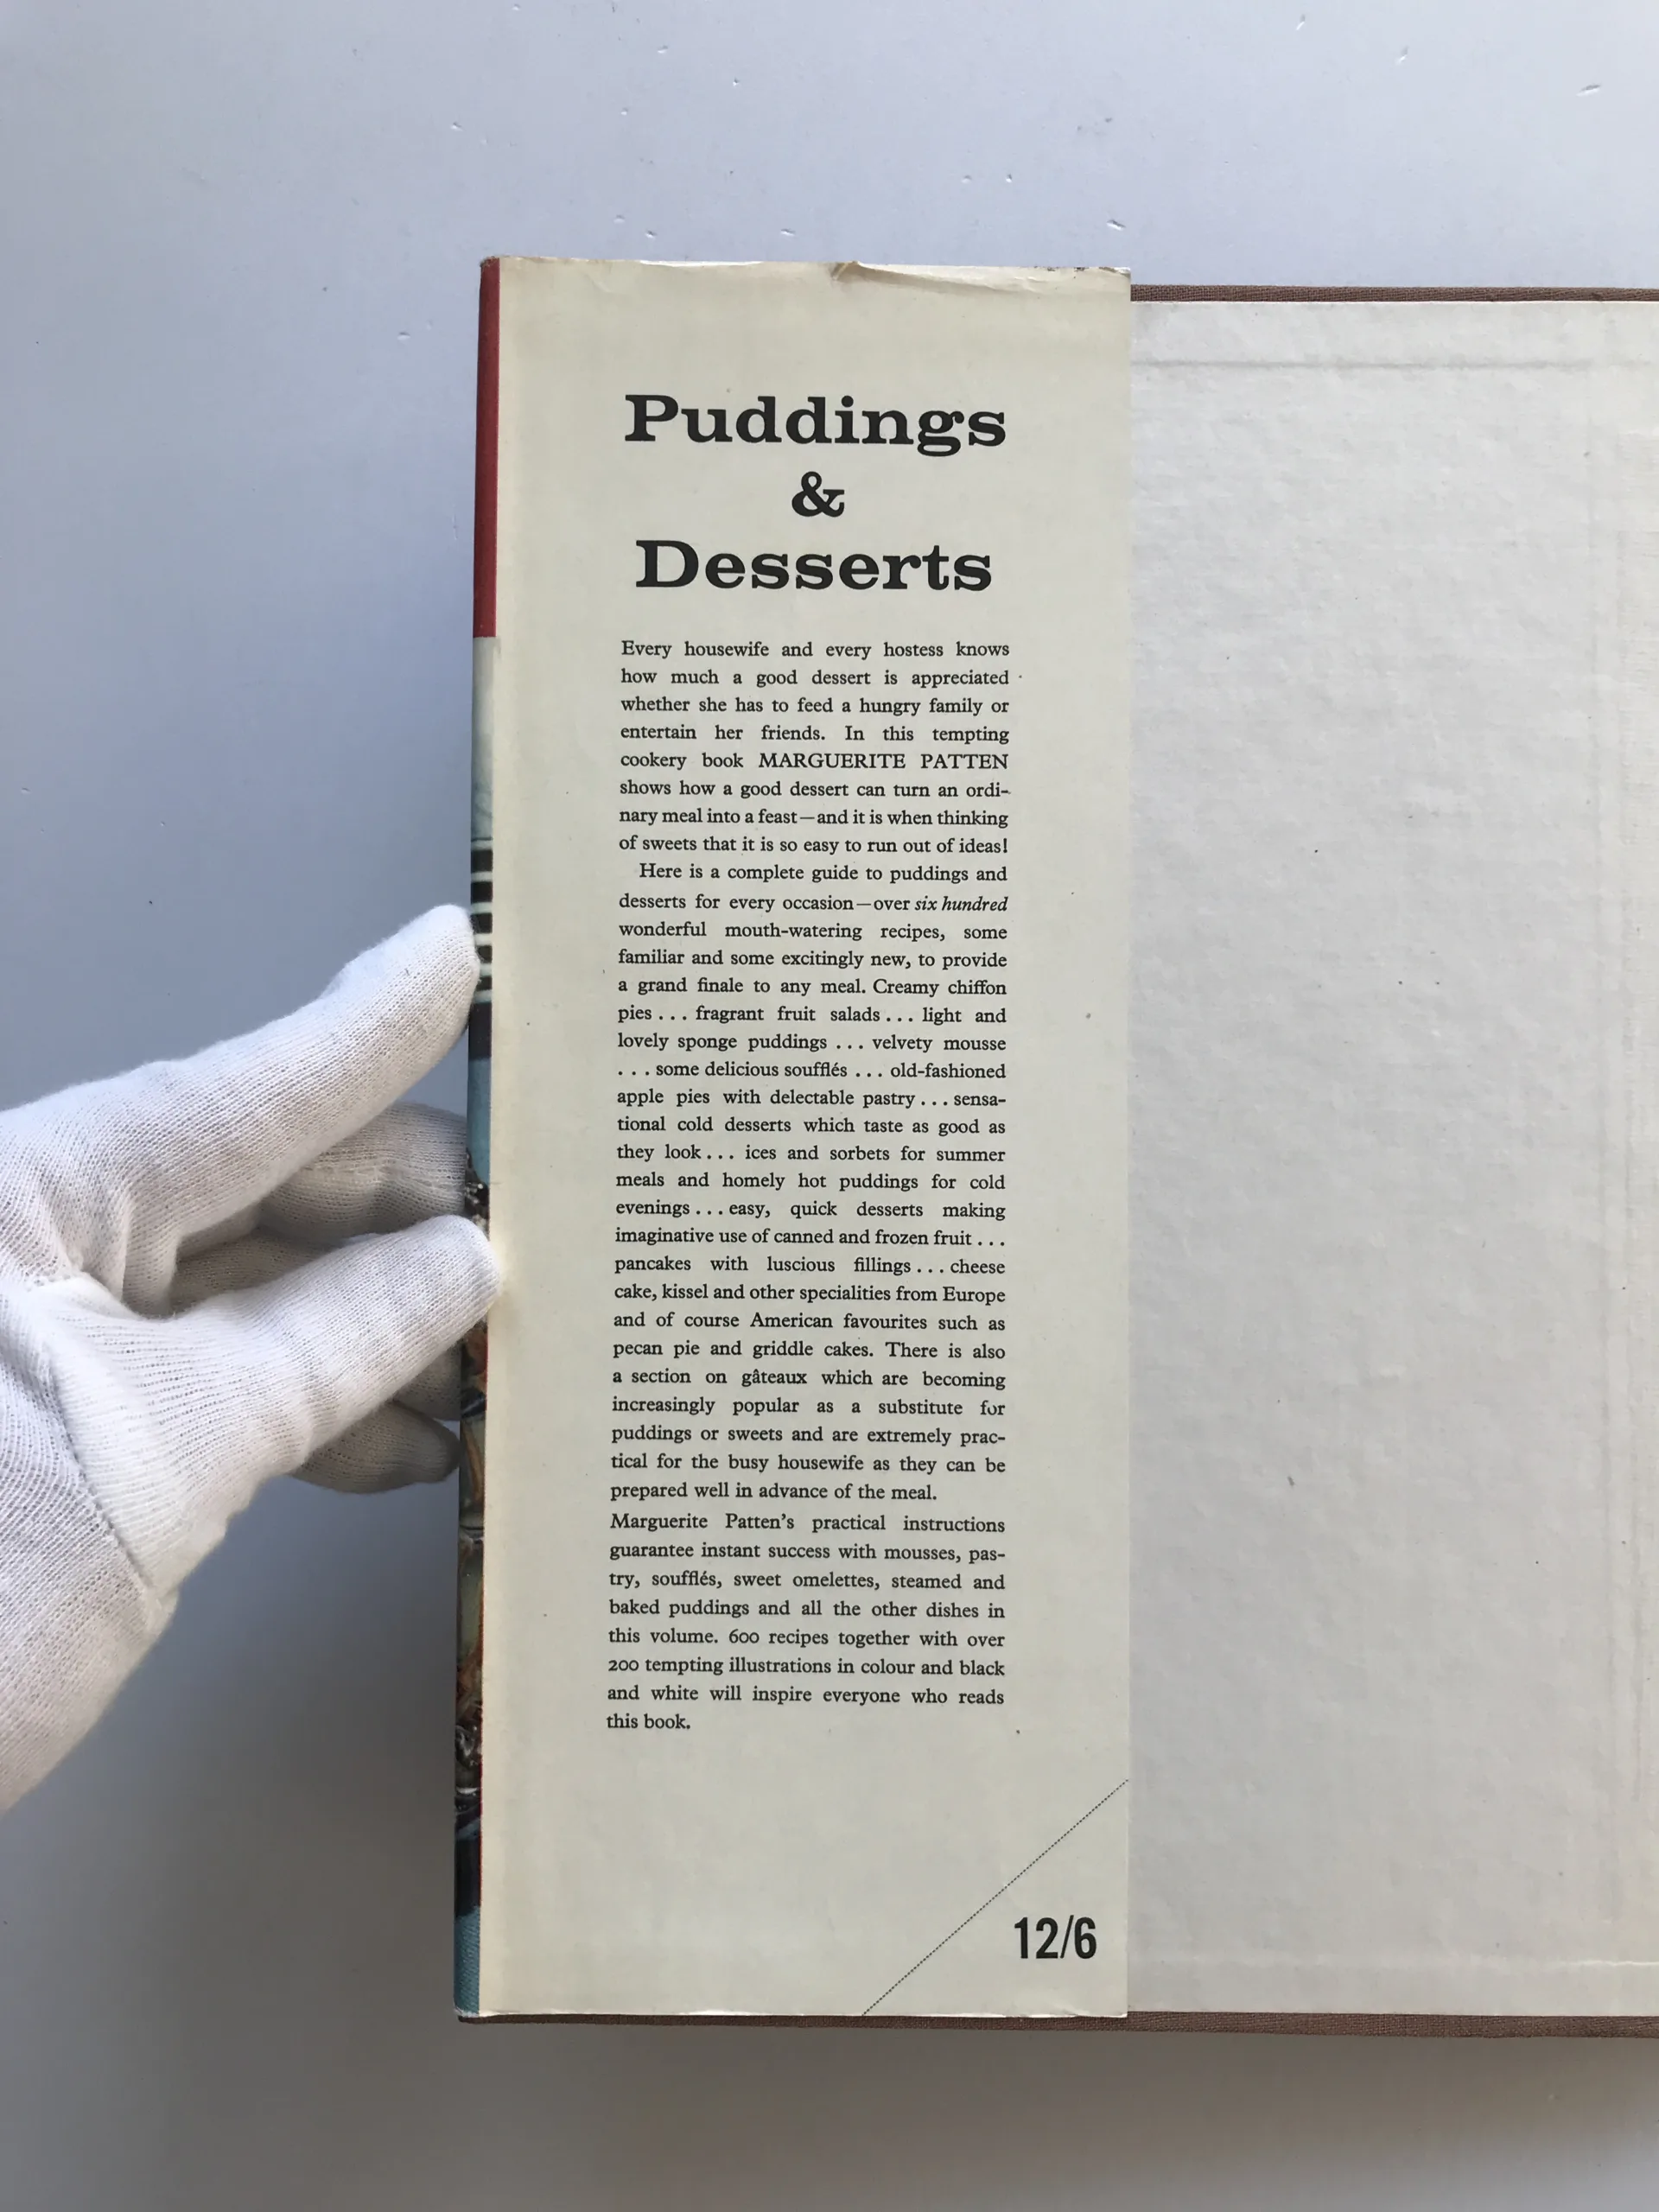 Puddings
&
Desserts
Every housewife and every hostess knows
how much a good dessert is appreciated
whether she has to feed a hungry family or
entertain her friends. In this tempting
cookery book MARGUERITE PATTEN
shows how a good dessert can turn an ordi-
nary meal into a feast—and it is when thinking
of sweets that it is so easy to run out of ideas!
Here is a complete guide to puddings and
desserts for every occasion—over six hundred
wonderful mouth-watering recipes, some
familiar and some excitingly new, to provide
a grand finale to any meal. Creamy chiffon
pies . . . fragrant fruit salads . . . light and
lovely sponge puddings . . . velvety mousse
. . . some delicious soufflés . . . old-fashioned
apple pies with delectable pastry . . . sensa-
tional cold desserts which taste as good as
they look . . . ices and sorbets for summer
meals and homely hot puddings for cold
evenings . . . easy, quick desserts making
imaginative use of canned and frozen fruit . . .
pancakes with luscious fillings . . . cheese
cake, kissel and other specialities from Europe
and of course American favourites such as
pecan pie and griddle cakes. There is also
a section on gâteaux which are becoming
increasingly popular as a substitute for
puddings or sweets and are extremely prac-
tical for the busy housewife as they can be
prepared well in advance of the meal.
Marguerite Patten's practical instructions
guarantee instant success with mousses, pas-
try, soufflés, sweet omelettes, steamed and
baked puddings and all the other dishes in
this volume. 600 recipes together with over
200 tempting illustrations in colour and black
and white will inspire everyone who reads
this book.
12/6